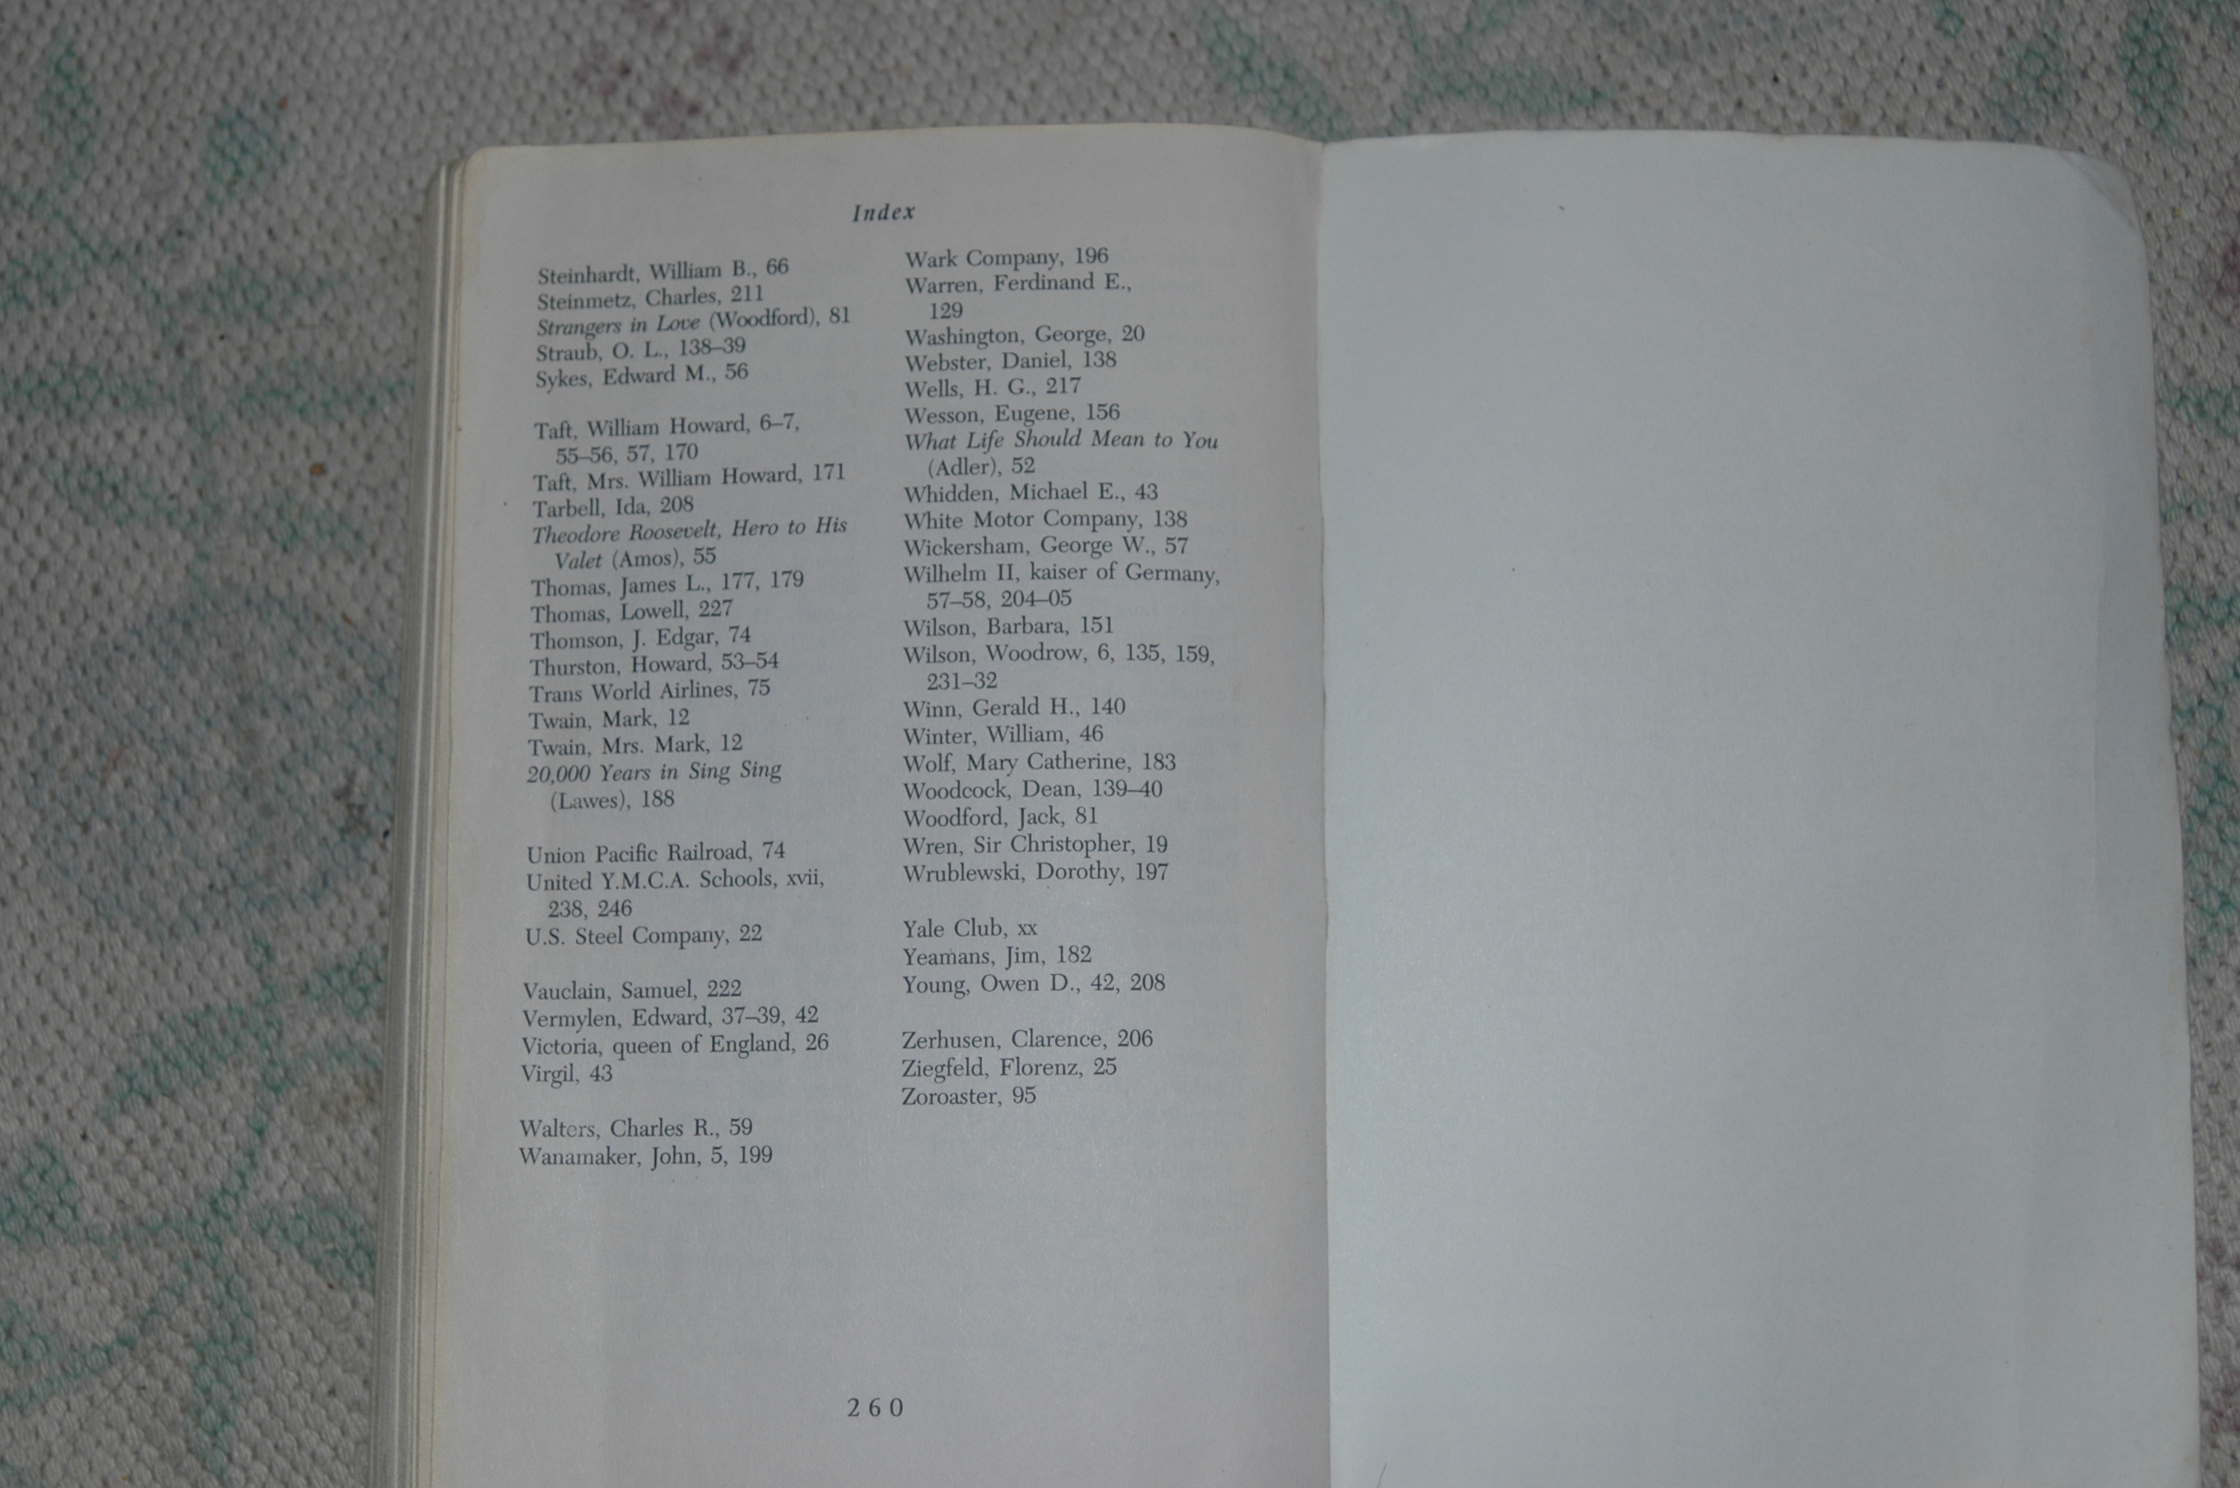 Index
Steinhardt, William B., 66
Steinmetz, Charles, 211
Strangers in Love (Woodford), 81
Straub, O. L., 138–39
Sykes, Edward M., 56
Taft, William Howard, 6–7,
55–56, 57, 170
Taft, Mrs. William Howard, 171
Tarbell, Ida, 208
Theodore Roosevelt, Hero to His
Valet (Amos), 55
Thomas, James L., 177, 179
Thomas, Lowell, 227
Thomson, J. Edgar, 74
Thurston, Howard, 53–54
Trans World Airlines, 75
Twain, Mark, 12
Twain, Mrs. Mark, 12
20,000 Years in Sing Sing
(Lawes), 188
Union Pacific Railroad, 74
United Y.M.C.A. Schools, xvii,
238, 246
U.S. Steel Company, 22
Vauclain, Samuel, 222
Vermylen, Edward, 37–39, 42
Victoria, queen of England, 26
Virgil, 43
Walters, Charles R., 59
Wanamaker, John, 5, 199
Wark Company, 196
Warren, Ferdinand E.,
129
Washington, George, 20
Webster, Daniel, 138
Wells, H. G., 217
Wesson, Eugene, 156
What Life Should Mean to You
(Adler), 52
Whidden, Michael E., 43
White Motor Company, 138
Wickersham, George W., 57
Wilhelm II, kaiser of Germany,
57–58, 204–05
Wilson, Barbara, 151
Wilson, Woodrow, 6, 135, 159,
231–32
Winn, Gerald H., 140
Winter, William, 46
Wolf, Mary Catherine, 183
Woodcock, Dean, 139–40
Woodford, Jack, 81
Wren, Sir Christopher, 19
Wrublewski, Dorothy, 197
Yale Club, xx
Yeamans, Jim, 182
Young, Owen D., 42, 208
Zerhusen, Clarence, 206
Ziegfeld, Florenz, 25
Zoroaster, 95
260